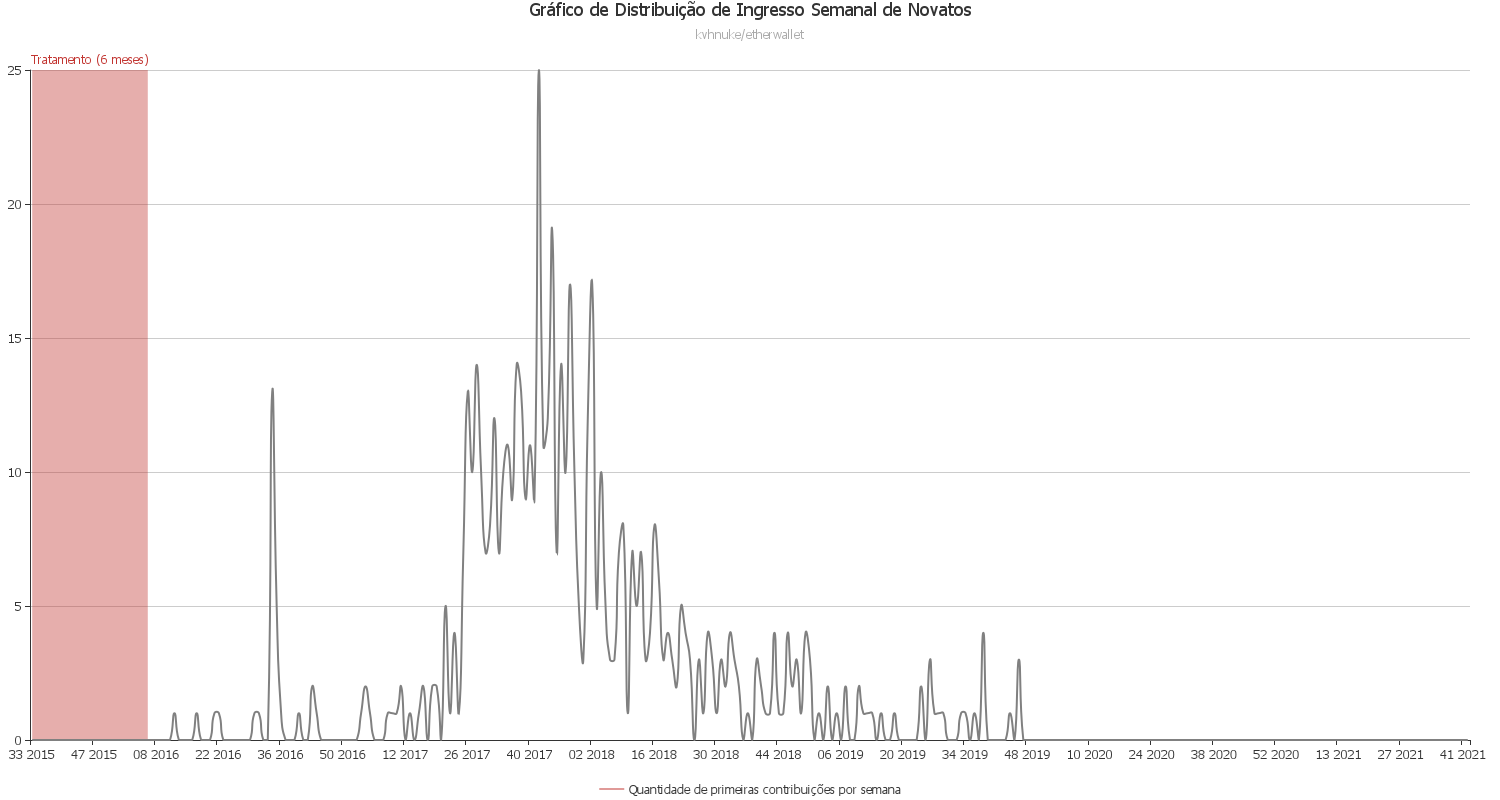 Gráfico de Distribuição de Ingresso Semanal de Novatos
kvhnuke/etherwallet
Tratamento (6 meses)
25
20
15
10
5
0
33 2015 47 2015 08 2016 22 2016 36 2016 50 2016 12 2017 26 2017 40 2017 02 2018 16 2018 30 2018 44 2018 06 2019 20 2019 34 2019 48 2019 10 2020 24 2020 38 2020 52 2020 13 2021 27 2021 41 2021
Quantidade de primeiras contribuições por semana